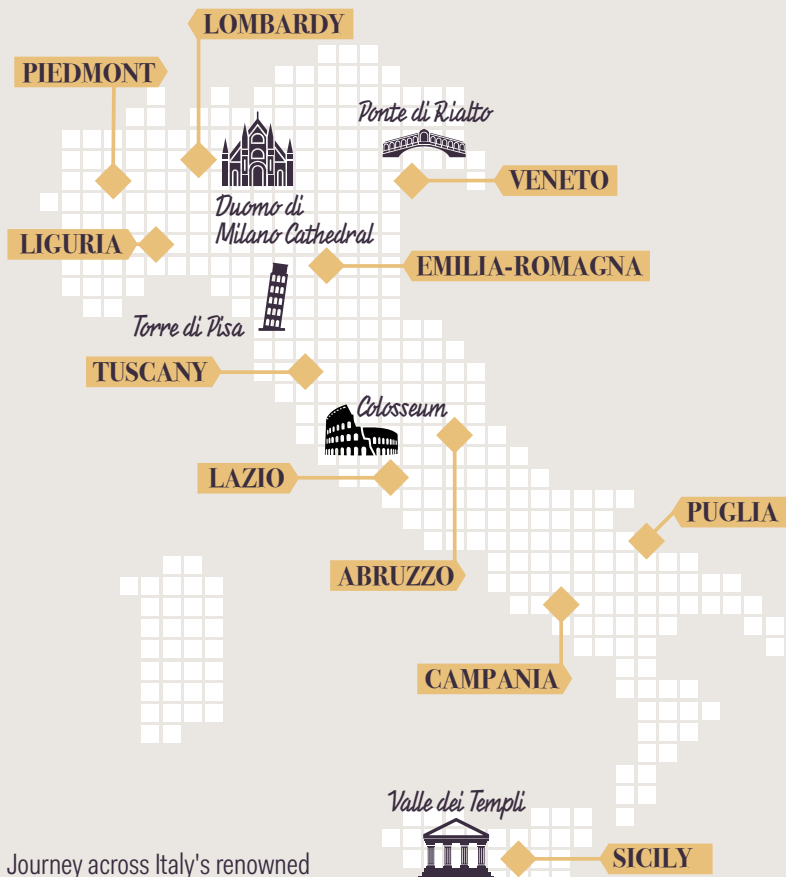 LOMBARDY
PIEDMONT
Ponte di Rialto
VENETO
Duomo di
Milano Cathedral
LIGURIA
EMILIA-ROMAGNA
Torre di Pisa
TUSCANY
Colosseum
LAZIO
PUGLIA
ABRUZZO
CAMPANIA
Valle dei Templi
SICILY
Journey across Italy's renowned